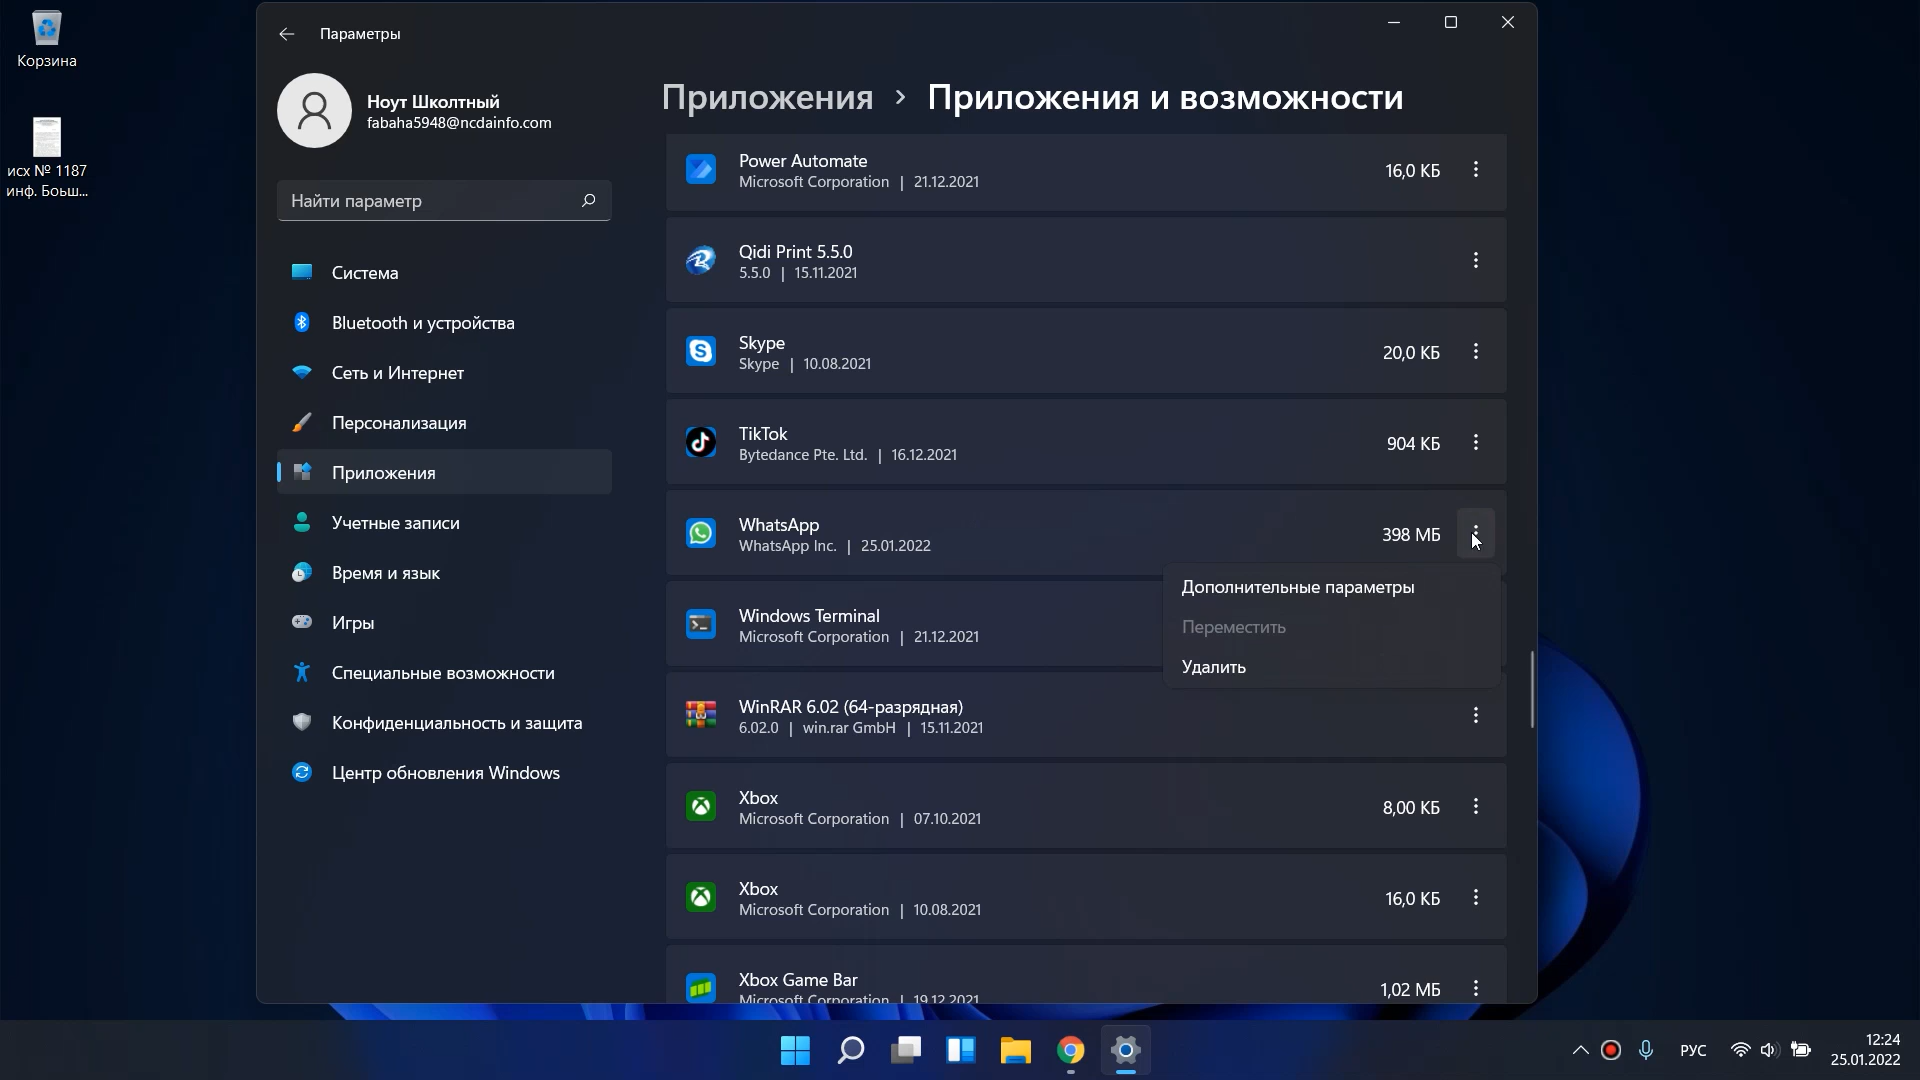 Корзина
исх № 1187
инф. Боьш...
Параметры
Ноут Школтный
fabaha5948@ncdainfo.com
Найти параметр
Система
Bluetooth и устройства
Сеть и Интернет
Персонализация
Приложения
Учетные записи
Время и язык
Игры
Специальные возможности
Конфиденциальность и защита
Центр обновления Windows
Приложения > Приложения и возможности
Power Automate
Microsoft Corporation | 21.12.2021
16,0 КБ
Qidi Print 5.5.0
5.5.0 | 15.11.2021
Skype
Skype | 10.08.2021
20,0 КБ
TikTok
Bytedance Pte. Ltd. | 16.12.2021
904 КБ
WhatsApp
WhatsApp Inc. | 25.01.2022
398 МБ
Дополнительные параметры
Переместить
Удалить
Windows Terminal
Microsoft Corporation | 21.12.2021
WinRAR 6.02 (64-разрядная)
6.02.0 | win.rar GmbH | 15.11.2021
Xbox
Microsoft Corporation | 07.10.2021
8,00 КБ
Xbox
Microsoft Corporation | 10.08.2021
16,0 КБ
Xbox Game Bar
Microsoft Corporation | 19.12.2021
1,02 МБ
РУС
12:24
25.01.2022